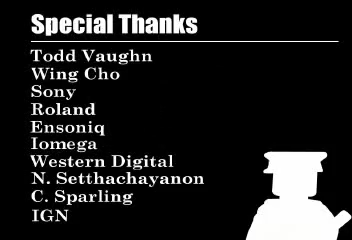 Special Thanks
Todd Vaughn
Wing Cho
Sony
Roland
Ensoniq
Iomega
Western Digital
N. Setthachayanon
C. Sparling
IGN